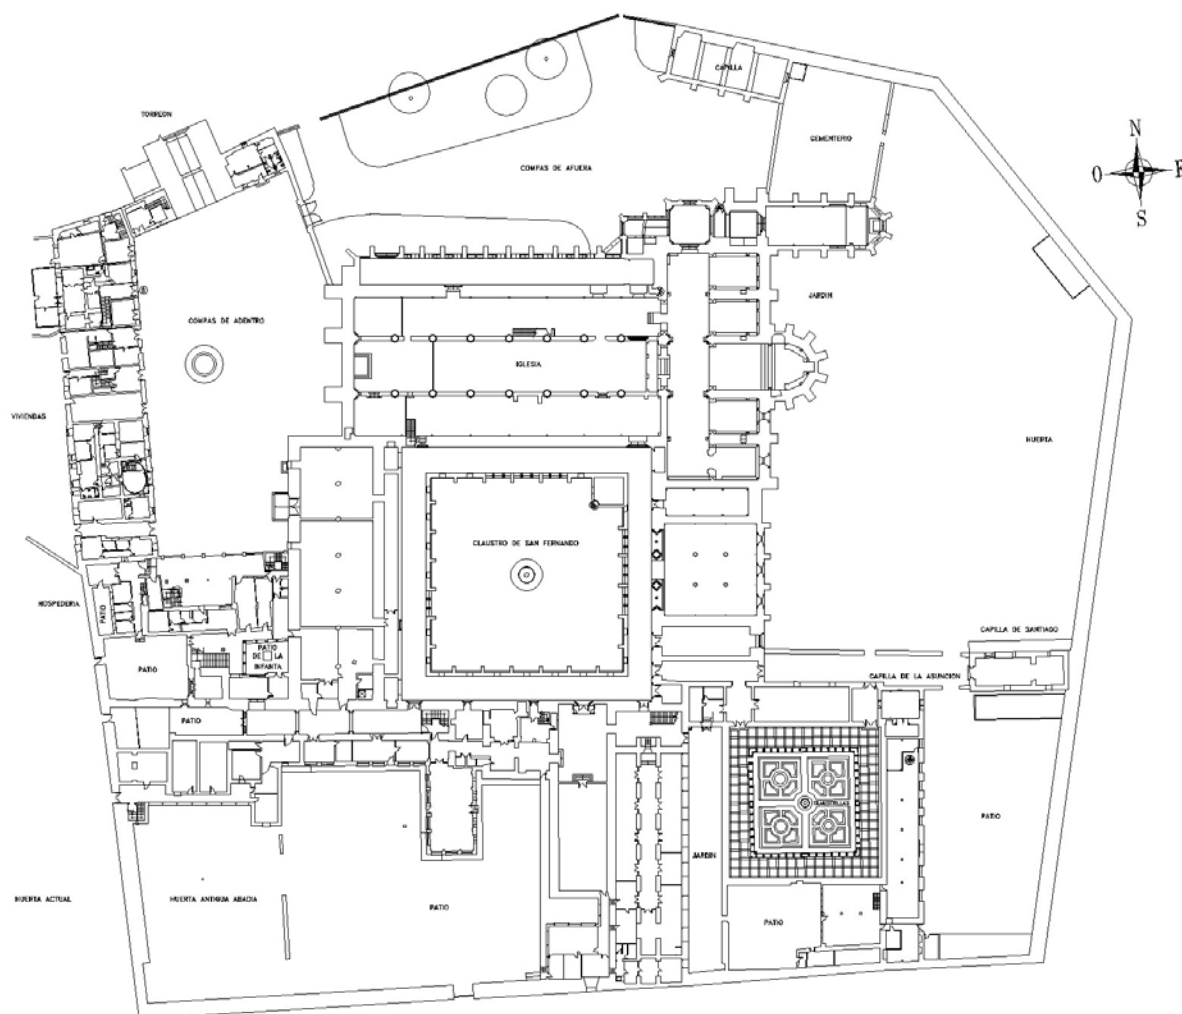 CAPILLA
TORREON
CEMENTERIO
N
COMPAS DE AFUERA
O
E
S
JARDIN
COMPAS DE ADENTRO
IGLESIA
VIVIENDAS
HUERTA
CLAUSTRO DE SAN FERNANDO
HOSPEDERIA
PATIO
CAPILLA DE SANTIAGO
PATIO
DE LA
INFANTA
PATIO
CAPILLA DE LA ASUNCION
PATIO
CLAUSTRILLAS
PATIO
JARDIN
HUERTA ACTUAL
HUERTA ANTIGUA ABADIA
PATIO
PATIO